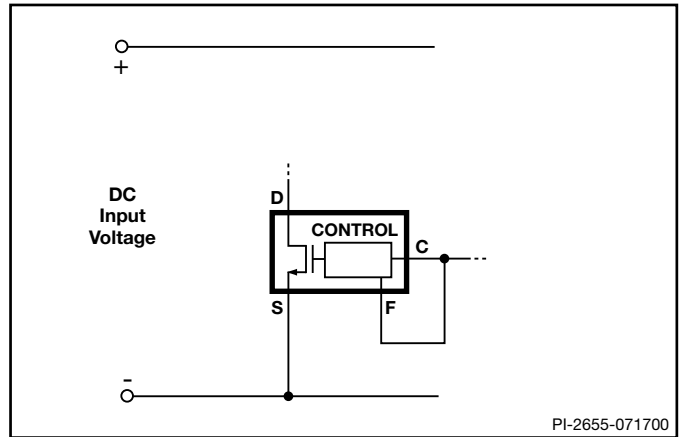 +
DC
Input
Voltage
D
CONTROL
C
S
F
-
PI-2655-071700